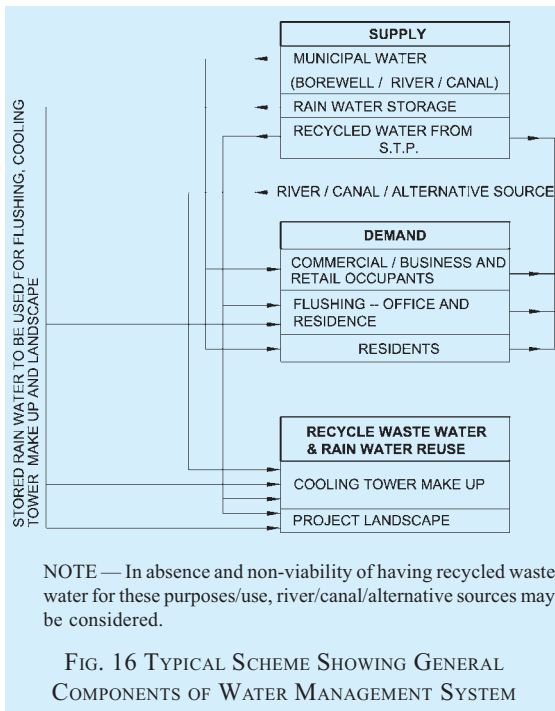 SUPPLY
MUNICIPAL WATER
(BOREWELL / RIVER / CANAL)
RAIN WATER STORAGE
RECYCLED WATER FROM
S.T.P.
RIVER / CANAL / ALTERNATIVE SOURCE
DEMAND
COMMERCIAL / BUSINESS AND
RETAIL OCCUPANTS
FLUSHING -- OFFICE AND
RESIDENCE
RESIDENTS
STORED RAIN WATER TO BE USED FOR FLUSHING, COOLING
TOWER MAKE UP AND LANDSCAPE
RECYCLE WASTE WATER
& RAIN WATER REUSE
COOLING TOWER MAKE UP
PROJECT LANDSCAPE
NOTE — In absence and non-viability of having recycled waste
water for these purposes/use, river/canal/alternative sources may
be considered.
FIG. 16 TYPICAL SCHEME SHOWING GENERAL
COMPONENTS OF WATER MANAGEMENT SYSTEM